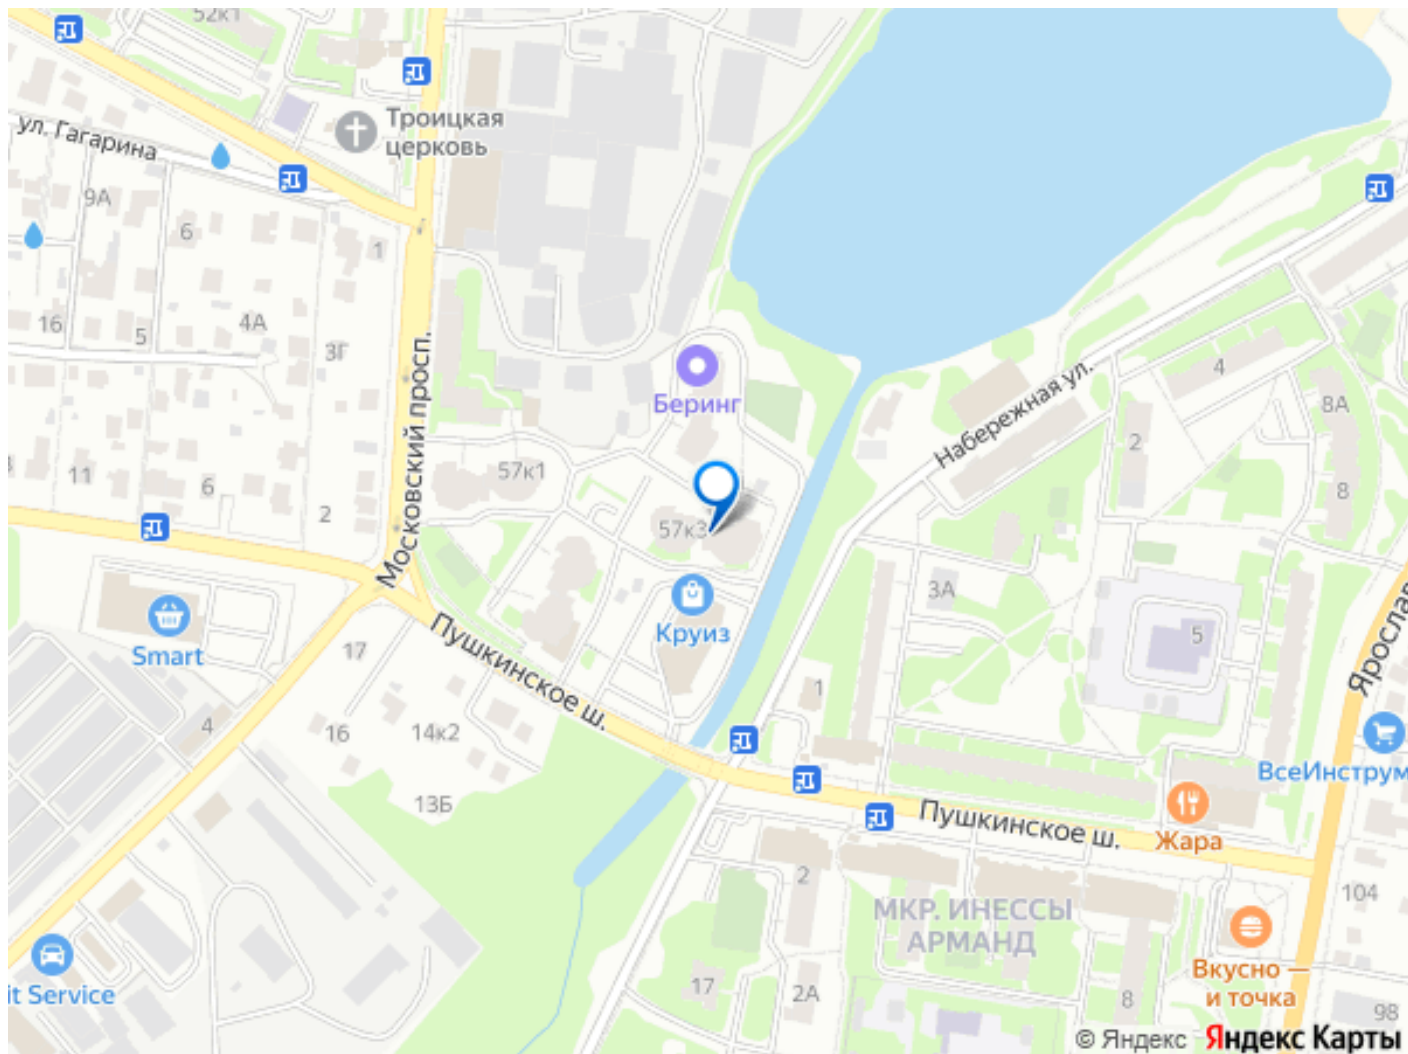 52к1
Троицкая
церковь
ул. Гагарина
9А
6
1
16
5
4А
3Г
Московский просп.
Беринг
Набережная ул.
4
8А
2
8
11
6
2
57к1
57к3
3А
5
Круиз
Smart
17
Пушкинское ш.
1
Ярослав
4
16
14к2
13Б
ВсеИнструм
Пушкинское ш.
Жара
2
104
МКР. ИНЕССЫ
АРМАНД
Вкусно —
и точка
it Service
17
2А
8
98
© Яндекс Яндекс Карты